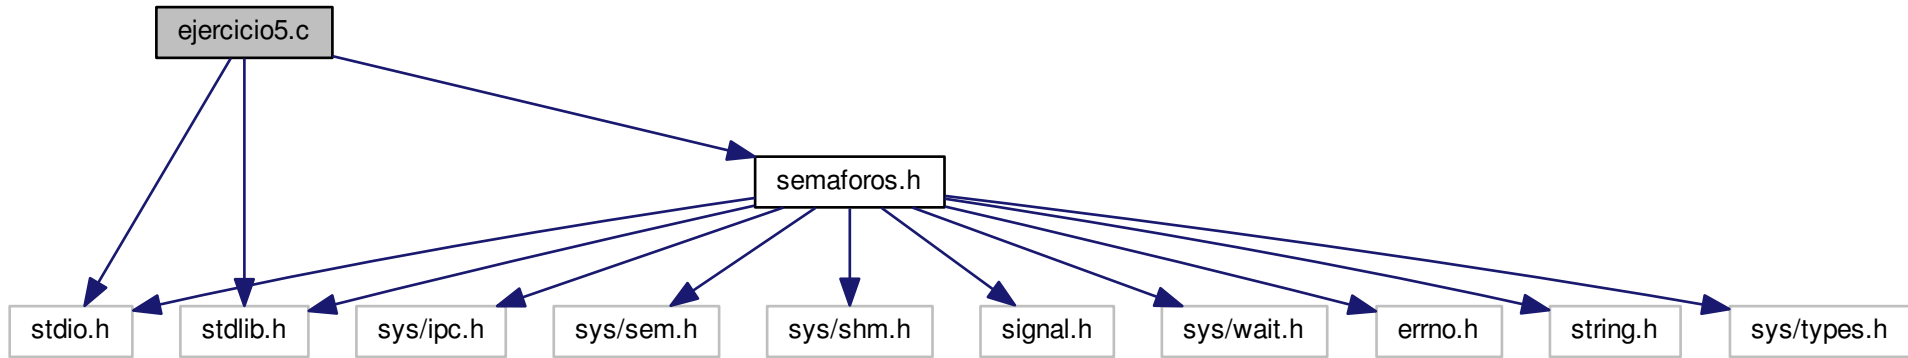 ejercicio5.c
semaforos.h
stdio.h
stdlib.h
sys/ipc.h
sys/sem.h
sys/shm.h
signal.h
sys/wait.h
errno.h
string.h
sys/types.h